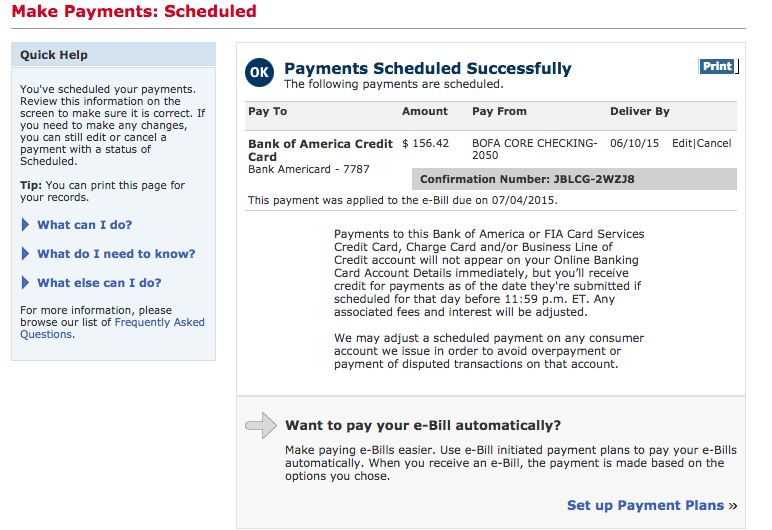 Make Payments: Scheduled
Quick Help
You've scheduled your payments.
Review this information on the
screen to make sure it is correct. If
you need to make any changes,
you can still edit or cancel a
payment with a status of
Scheduled.
Tip: You can print this page for
your records.
What can I do?
What do I need to know?
What else can I do?
For more information, please
browse our list of Frequently Asked
Questions.
OK
Payments Scheduled Successfully
Print
The following payments are scheduled.
Pay To Amount Pay From Deliver By
Bank of America Credit $ 156.42 BOFA CORE CHECKING- 06/10/15 Edit|Cancel
Card 2050
Bank Americard - 7787
Confirmation Number: JBLCG-2WZJ8
This payment was applied to the e-Bill due on 07/04/2015.
Payments to this Bank of America or FIA Card Services
Credit Card, Charge Card and/or Business Line of
Credit account will not appear on your Online Banking
Card Account Details immediately, but you'll receive
credit for payments as of the date they're submitted if
scheduled for that day before 11:59 p.m. ET. Any
associated fees and interest will be adjusted.
We may adjust a scheduled payment on any consumer
account we issue in order to avoid overpayment or
payment of disputed transactions on that account.
Want to pay your e-Bill automatically?
Make paying e-Bills easier. Use e-Bill initiated payment plans to pay your e-Bills
automatically. When you receive an e-Bill, the payment is made based on the
options you chose.
Set up Payment Plans »